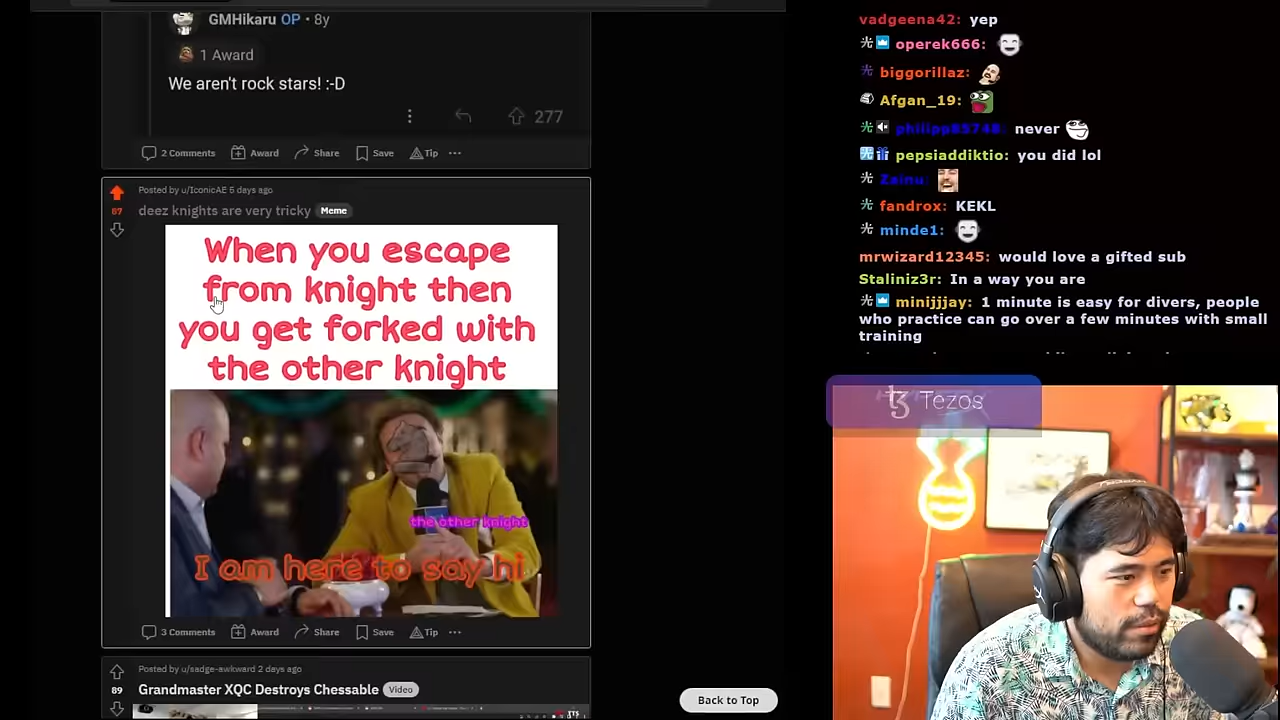 GMHikaru OP • 8y
1 Award
We aren't rock stars! :-D
277
2 Comments Award Share Save Tip
Posted by u/IconicAE 5 days ago
87
deez knights are very tricky Meme
When you escape
from knight then
you get forked with
the other knight
the other knight
I am here to say hi
3 Comments Award Share Save Tip
Posted by u/sadge-awkward 2 days ago
89
Grandmaster XQC Destroys Chessable Video
Back to Top
vadgeena42: yep
operek666:
biggorillaz:
Afgan_19:
philipp85748: never
pepsiaddiktio: you did lol
Zainu:
fandrox: KEKL
minde1:
mrwizard12345: would love a gifted sub
Staliniz3r: In a way you are
minijjjay: 1 minute is easy for divers, people
who practice can go over a few minutes with small
training
Tezos